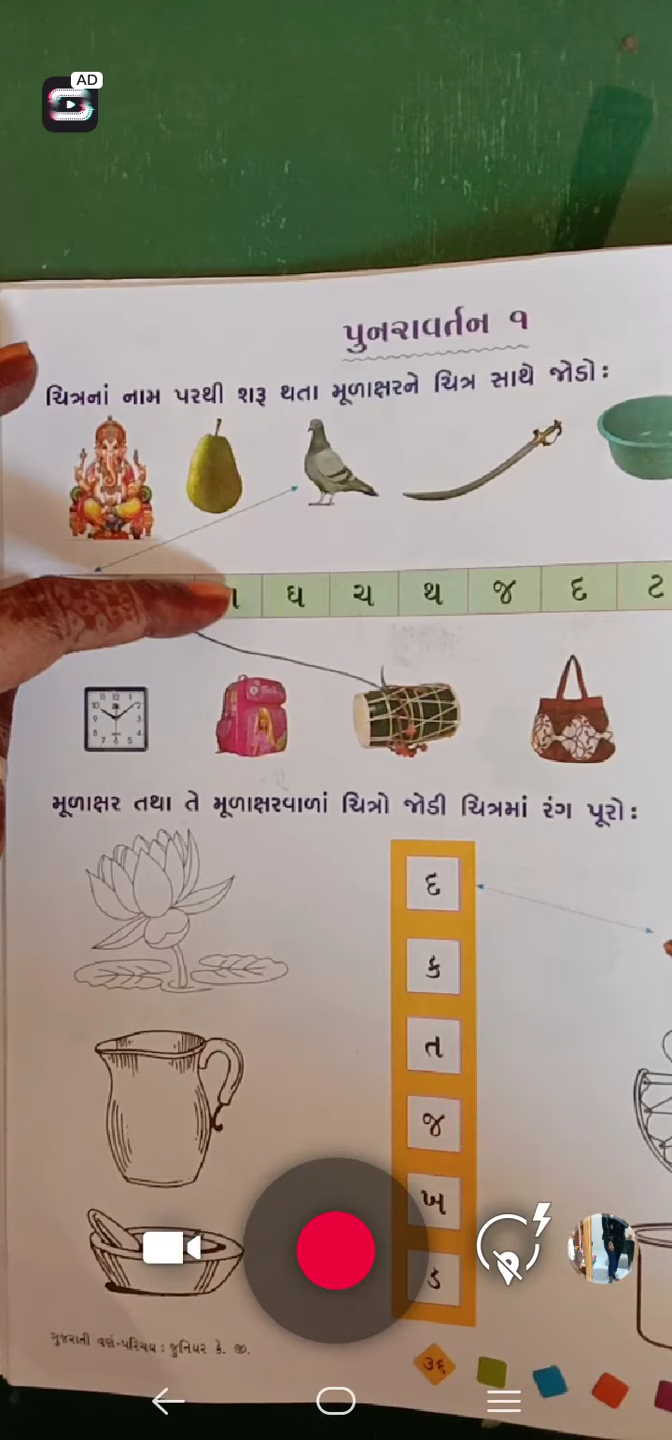 AD
પુનરાવર્તન ૧
ચિત્રનાં નામ પરથી શરૂ થતા મૂળાક્ષરને ચિત્ર સાથે જોડો :
ઘ ચ થ જ દ ટ
મૂળાક્ષર તથા તે મૂળાક્ષરવાળાં ચિત્રો જોડી ચિત્રમાં રંગ પૂરો :
દ
ક
ત
જ
ખ
ડ
ગુજરાતી વર્ણ-પરિચય : જુનિયર કે. જી.
૩૬